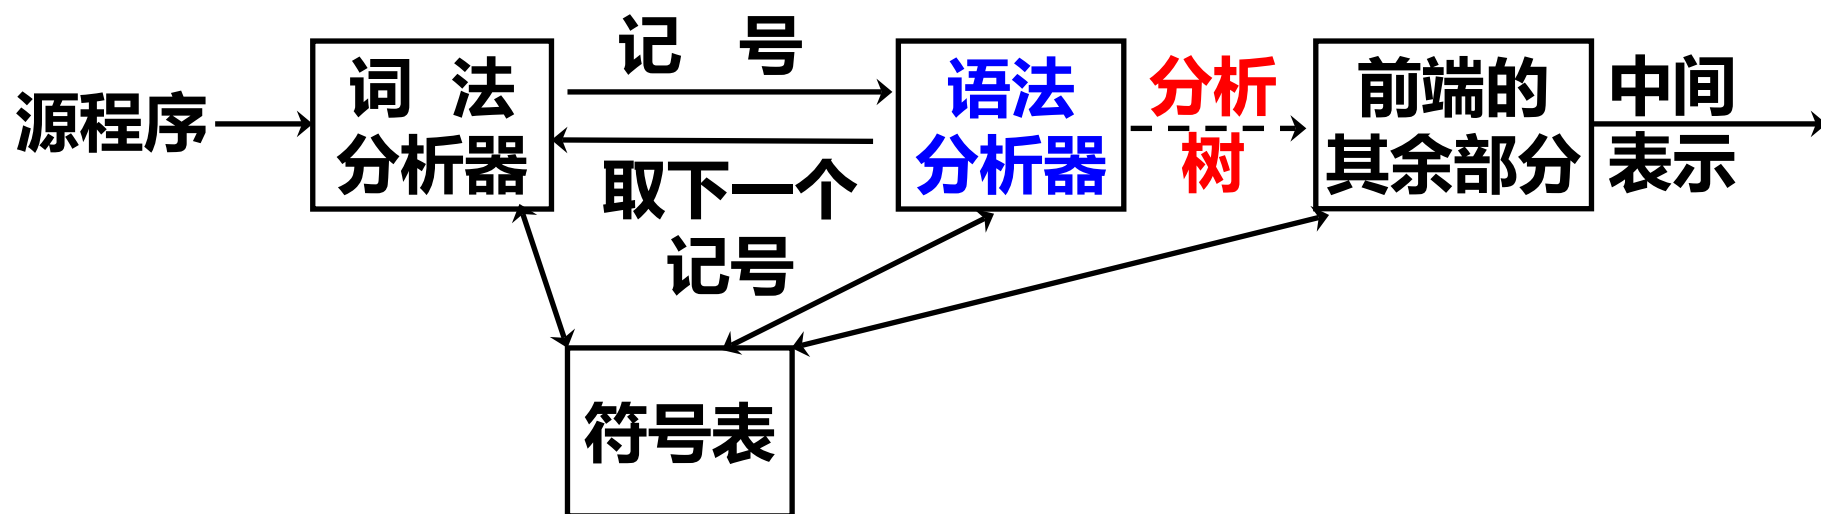 源程序
词 法
分析器
记 号
取下一个
记号
语法
分析器
分析
树
前端的
其余部分
中间
表示
符号表